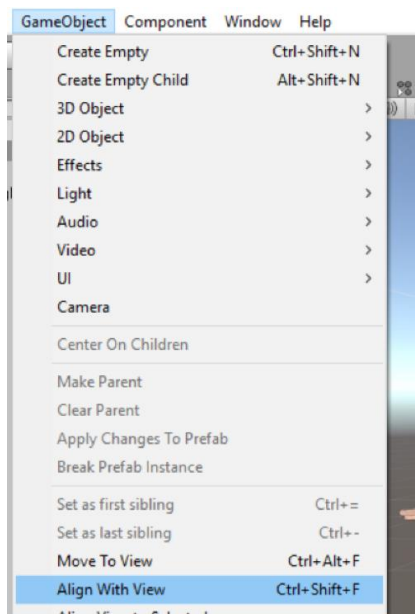 GameObject Component Window Help
Create Empty Ctrl+Shift+N
Create Empty Child Alt+Shift+N
3D Object
2D Object
Effects
Light
Audio
Video
UI
Camera
Center On Children
Make Parent
Clear Parent
Apply Changes To Prefab
Break Prefab Instance
Set as first sibling Ctrl+=
Set as last sibling Ctrl+-
Move To View Ctrl+Alt+F
Align With View Ctrl+Shift+F